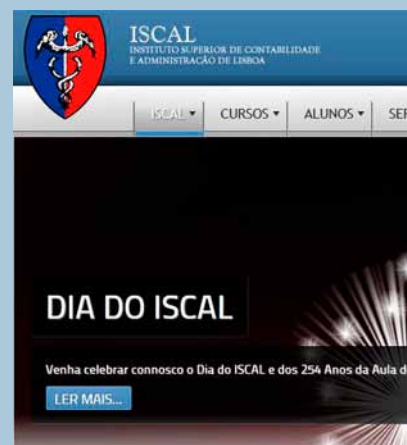 ISCAL
INSTITUTO SUPERIOR DE CONTABILIDADE
E ADMINISTRAÇÃO DE LISBOA
ISCAL CURSOS ALUNOS SER
DIA DO ISCAL
Venha celebrar connosco o Dia do ISCAL e dos 254 Anos da Aula d
LER MAIS...